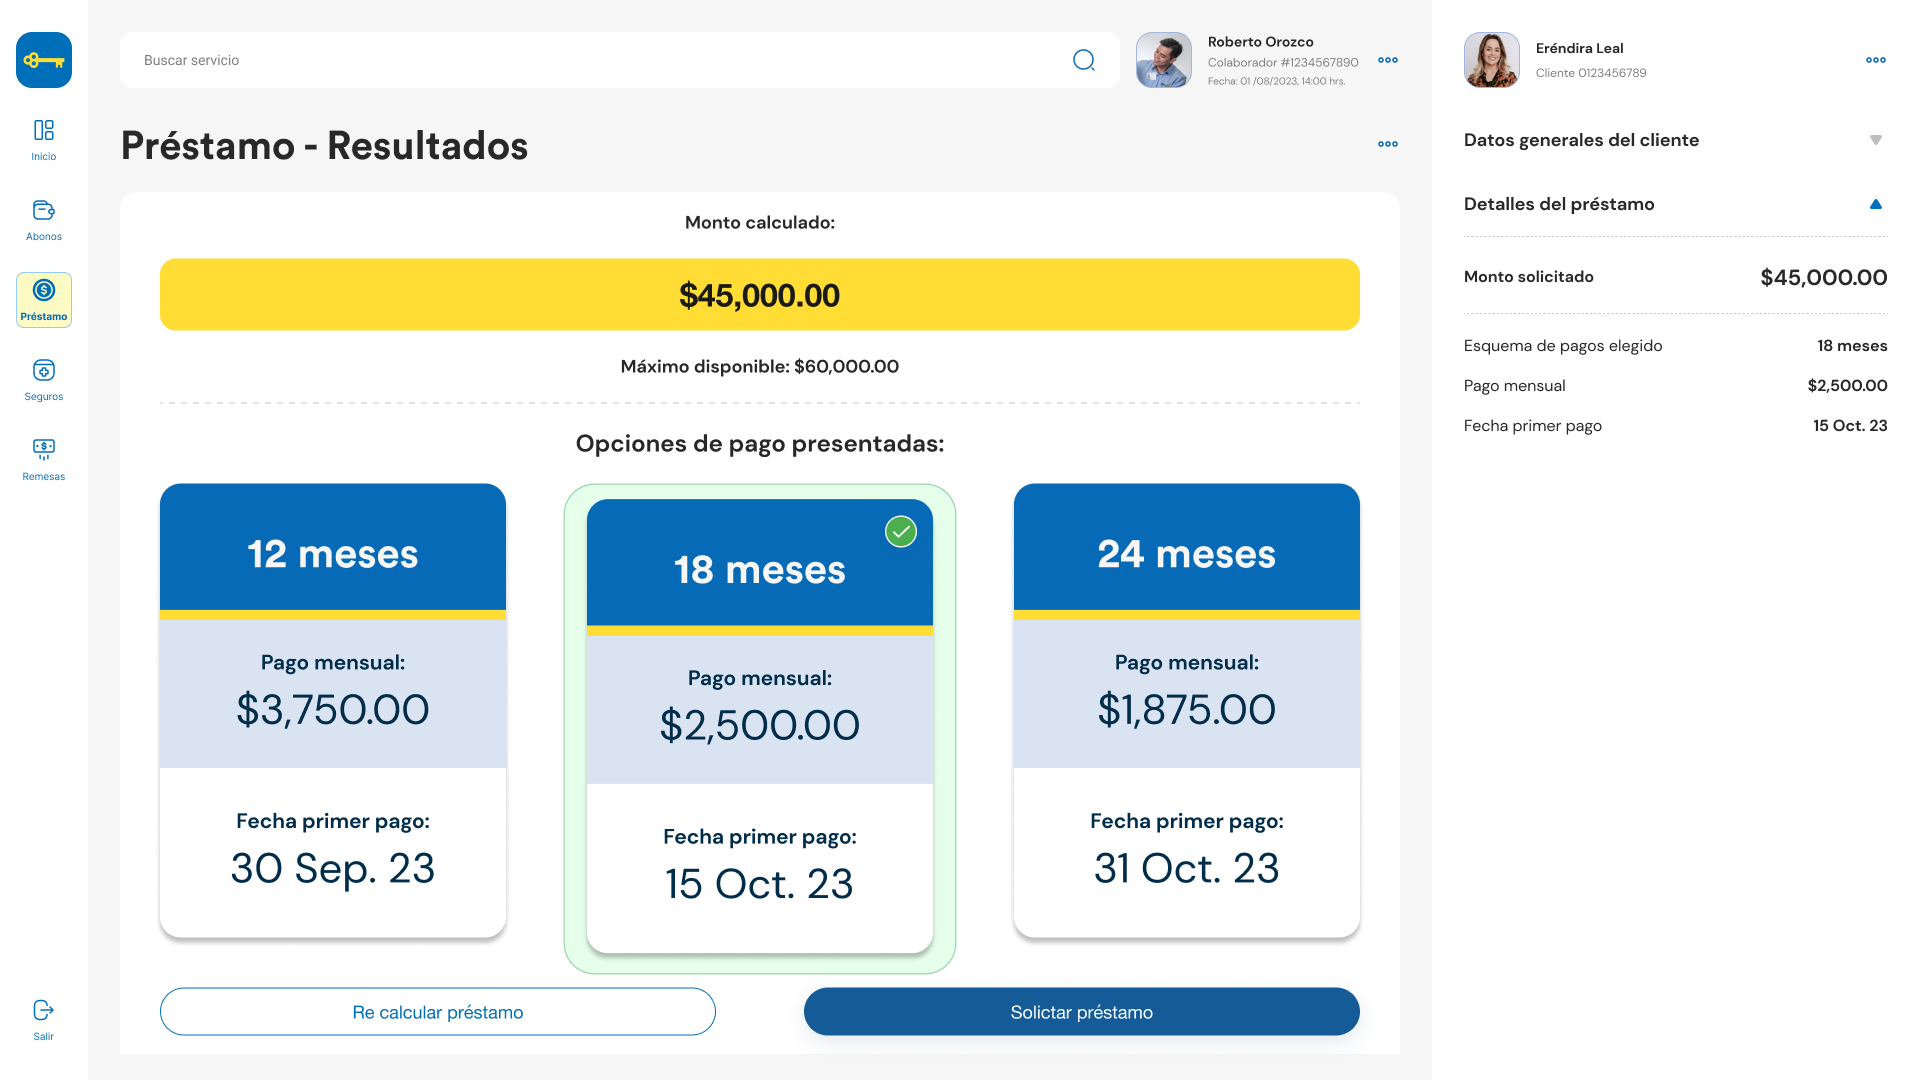 Inicio
Abonos
Préstamo
Seguros
Remesas
Salir
Buscar servicio
Roberto Orozco
Colaborador #1234567890
Fecha: 01 /08/2023, 14:00 hrs.
Préstamo - Resultados
Monto calculado:
$45,000.00
Máximo disponible: $60,000.00
Opciones de pago presentadas:
12 meses
Pago mensual:
$3,750.00
Fecha primer pago:
30 Sep. 23
18 meses
Pago mensual:
$2,500.00
Fecha primer pago:
15 Oct. 23
24 meses
Pago mensual:
$1,875.00
Fecha primer pago:
31 Oct. 23
Re calcular préstamo
Solictar préstamo
Eréndira Leal
Cliente 0123456789
Datos generales del cliente
Detalles del préstamo
Monto solicitado $45,000.00
Esquema de pagos elegido 18 meses
Pago mensual $2,500.00
Fecha primer pago 15 Oct. 23